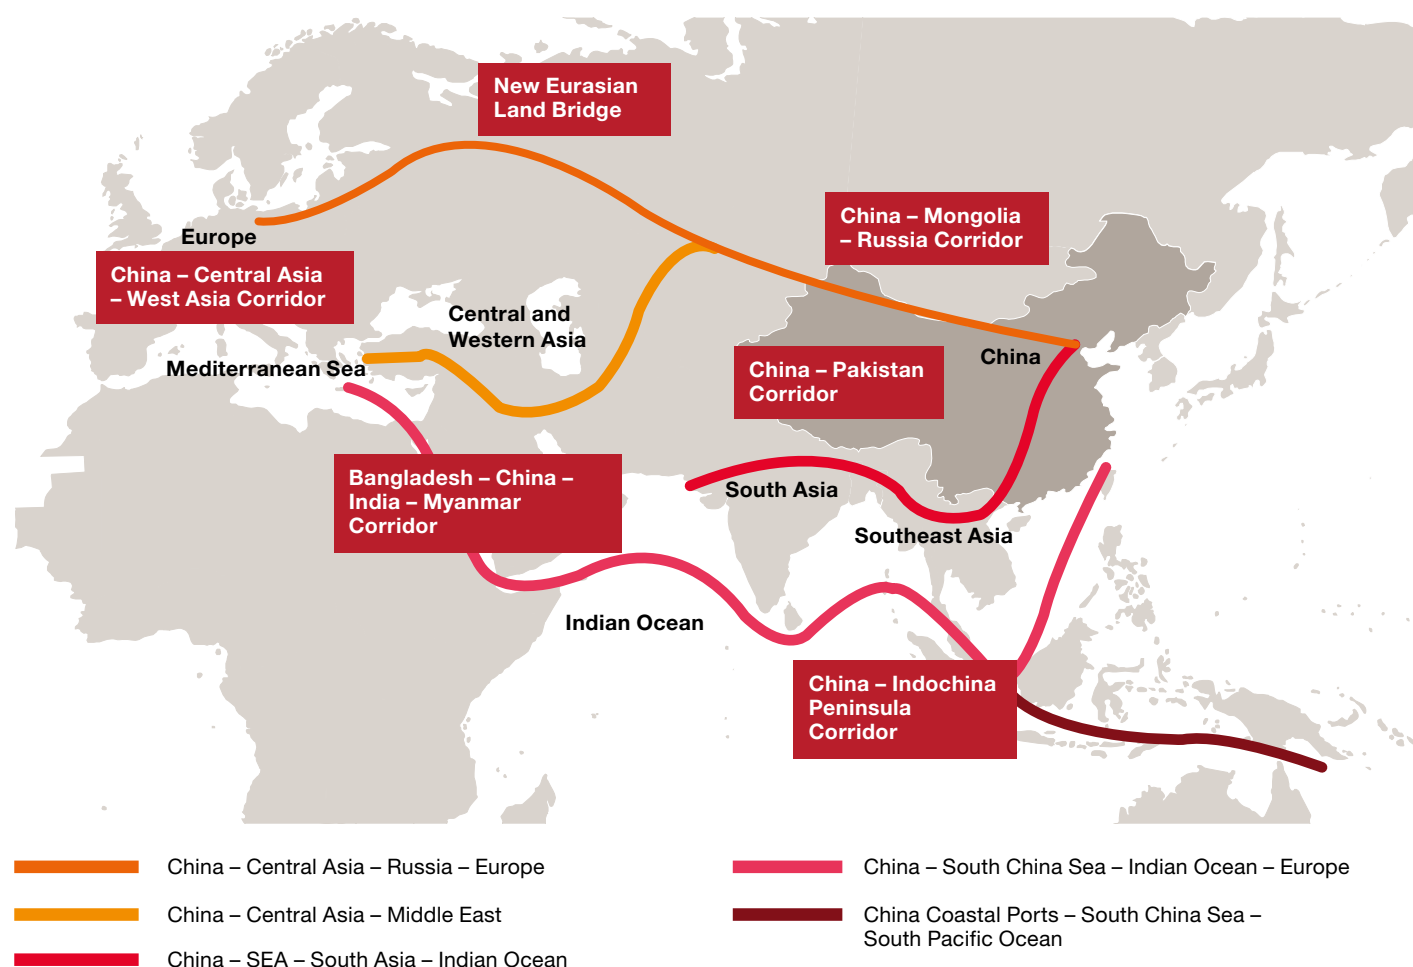 New Eurasian
Land Bridge
China – Mongolia
– Russia Corridor
Europe
China – Central Asia
– West Asia Corridor
Central and
Western Asia
China
Mediterranean Sea
China – Pakistan
Corridor
Bangladesh – China –
India – Myanmar
Corridor
South Asia
Southeast Asia
Indian Ocean
China – Indochina
Peninsula
Corridor
China – Central Asia – Russia – Europe
China – Central Asia – Middle East
China – SEA – South Asia – Indian Ocean
China – South China Sea – Indian Ocean – Europe
China Coastal Ports – South China Sea –
South Pacific Ocean